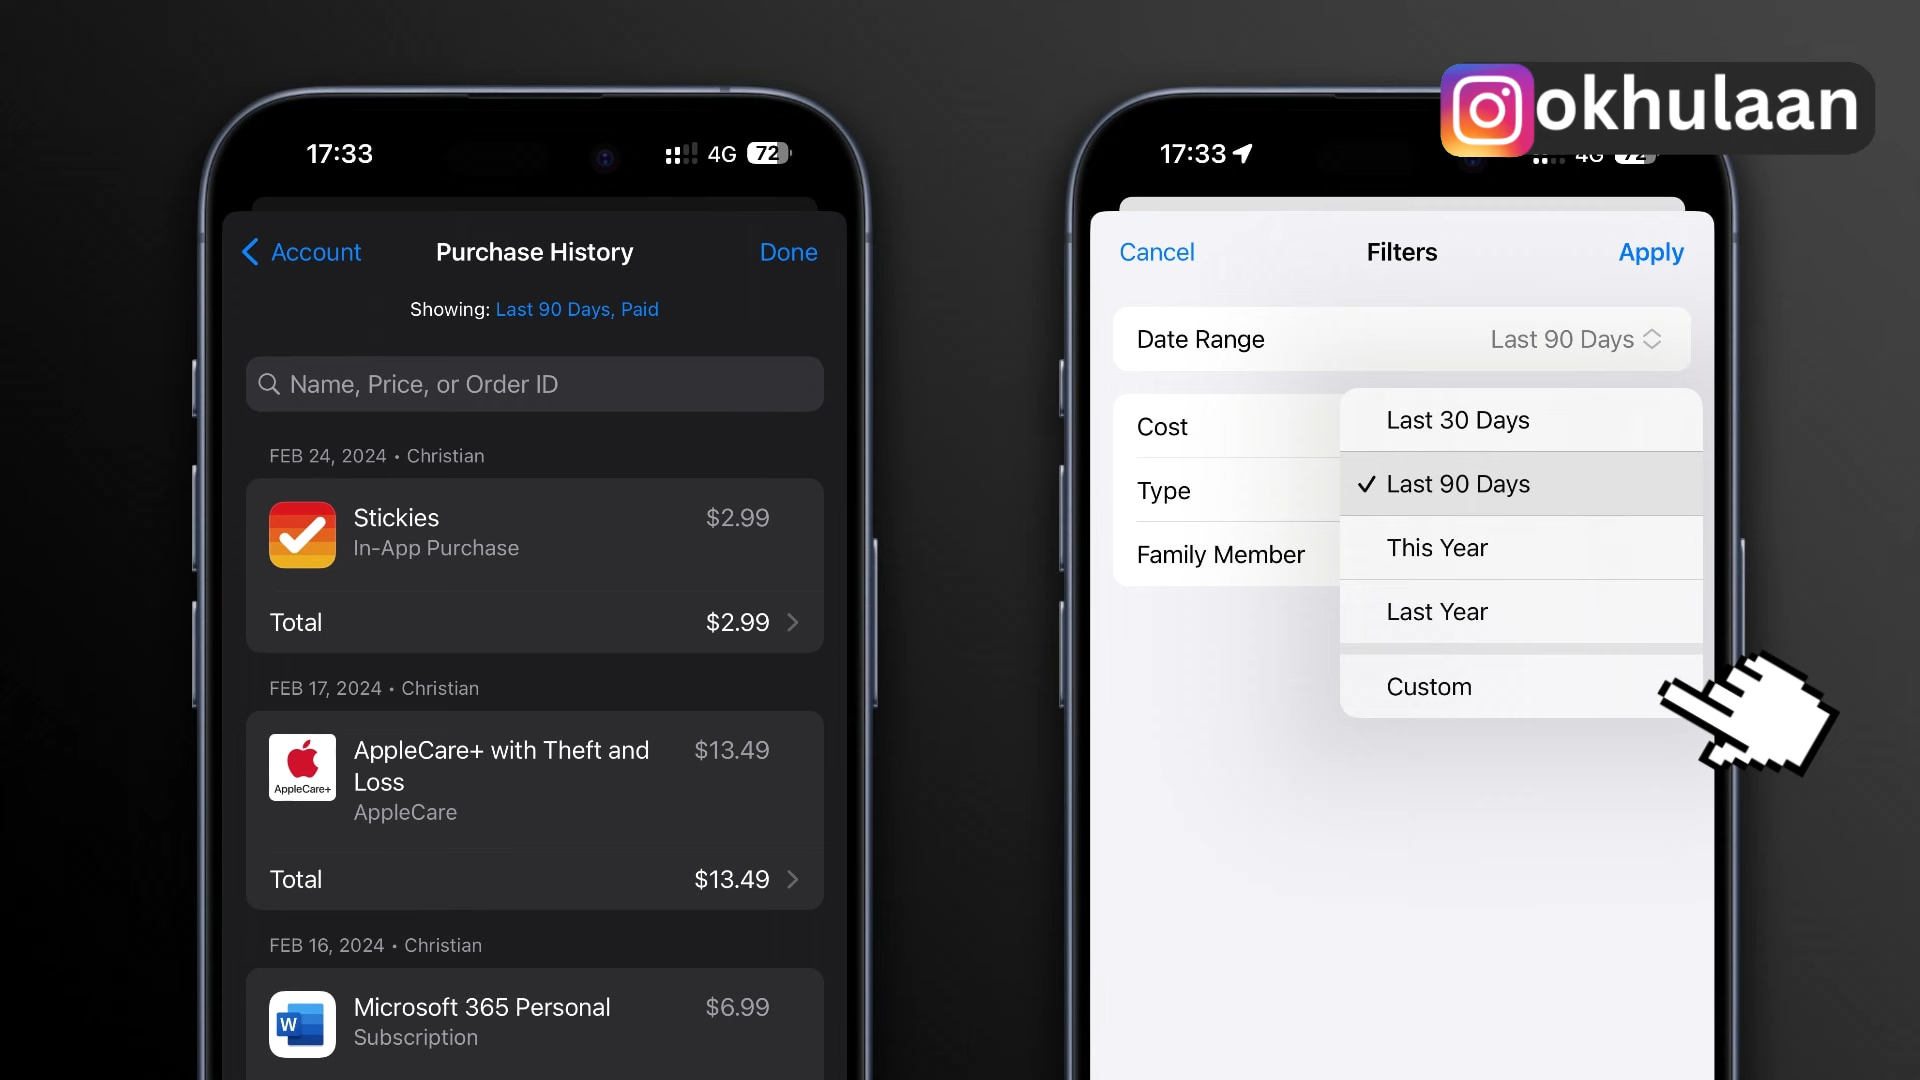 okhulaan
17:33
4G
72
Account
Purchase History
Done
Showing: Last 90 Days, Paid
Name, Price, or Order ID
FEB 24, 2024 • Christian
Stickies
$2.99
In-App Purchase
Total
$2.99
FEB 17, 2024 • Christian
AppleCare+ with Theft and
Loss
$13.49
AppleCare+
AppleCare
Total
$13.49
FEB 16, 2024 • Christian
W
Microsoft 365 Personal
$6.99
Subscription
17:33
4G
72
Cancel
Filters
Apply
Date Range
Last 90 Days
Cost
Type
Family Member
Last 30 Days
Last 90 Days
This Year
Last Year
Custom